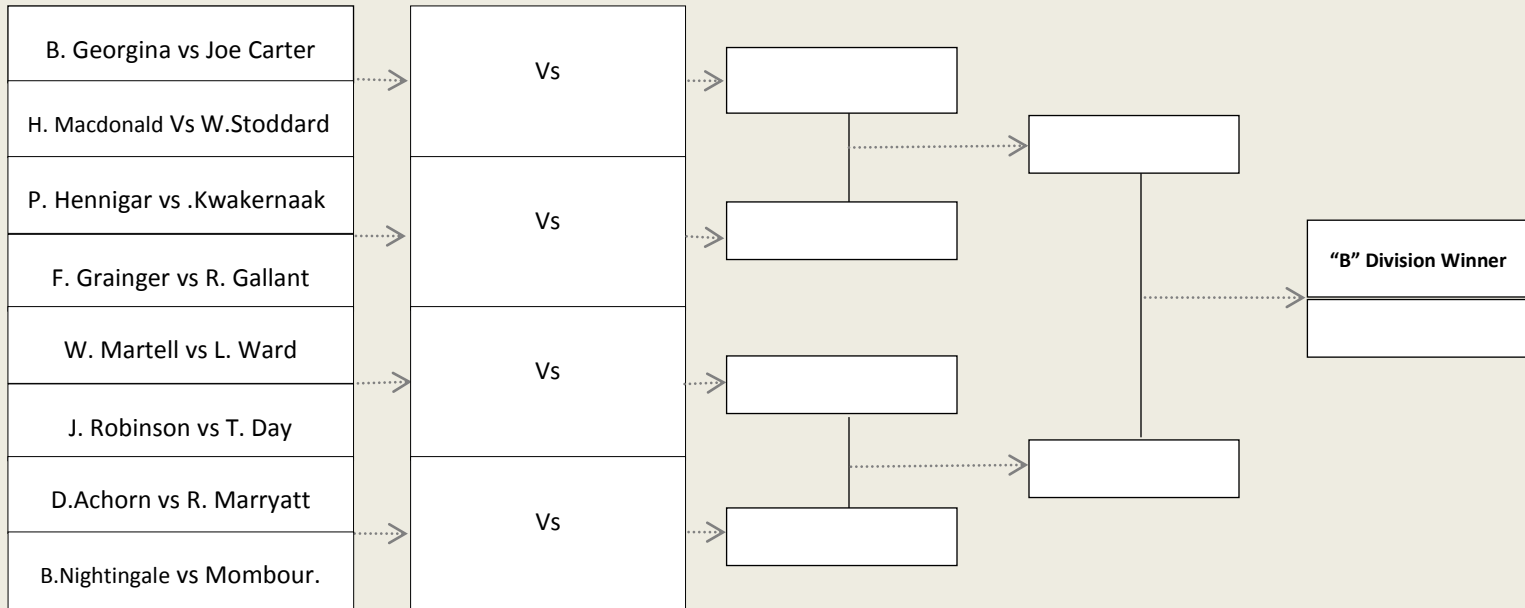 B. Georgina vs Joe Carter
H. Macdonald Vs W.Stoddard
P. Hennigar vs .Kwakernaak
F. Grainger vs R. Gallant
W. Martell vs L. Ward
J. Robinson vs T. Day
D.Achorn vs R. Marryatt
B.Nightingale vs Mombour.
Vs
Vs
Vs
Vs
“B” Division Winner